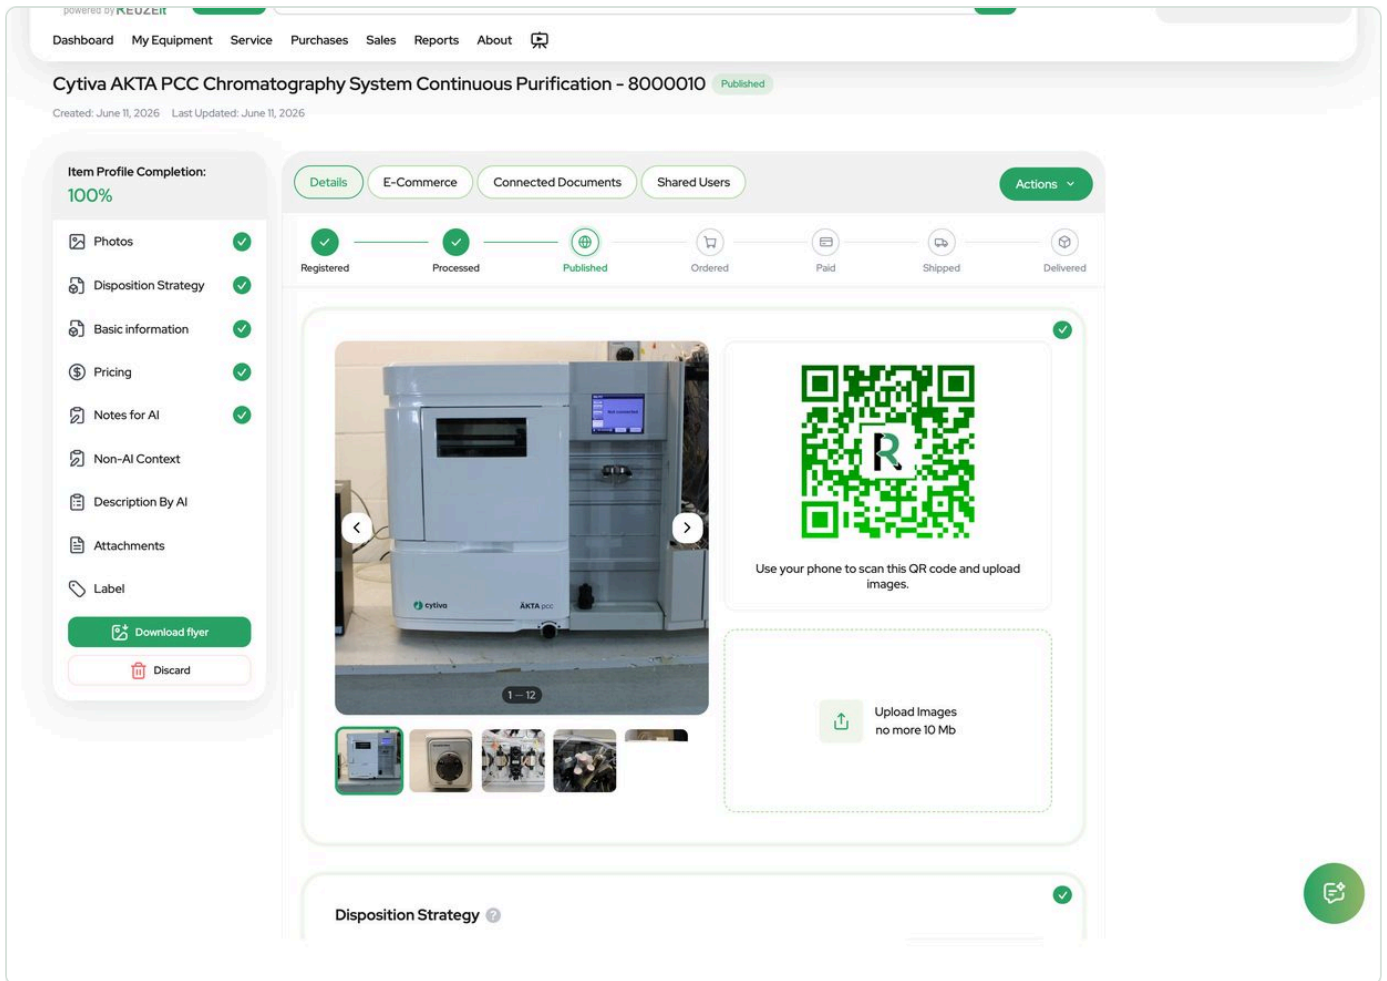 powered by REUZEit
Dashboard My Equipment Service Purchases Sales Reports About
Cytiva AKTA PCC Chromatography System Continuous Purification - 8000010 Published
Created: June 11, 2026 Last Updated: June 11, 2026
Item Profile Completion:
100%
Photos
Disposition Strategy
Basic information
Pricing
Notes for AI
Non-AI Context
Description By AI
Attachments
Label
Download flyer
Discard
Details E-Commerce Connected Documents Shared Users Actions
Registered Processed Published Ordered Paid Shipped Delivered
Not connected
cytiva ÄKTA pcc
1 — 12
Use your phone to scan this QR code and upload
images.
Upload Images
no more 10 Mb
Disposition Strategy ?